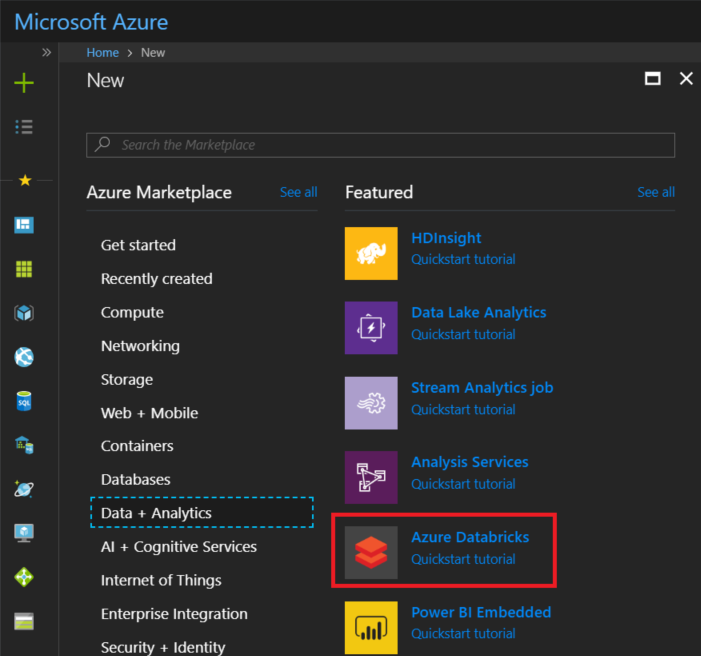 Microsoft Azure
Home > New
New
Search the Marketplace
Azure Marketplace See all
Get started
Recently created
Compute
Networking
Storage
Web + Mobile
Containers
Databases
Data + Analytics
AI + Cognitive Services
Internet of Things
Enterprise Integration
Security + Identity
Featured See all
HDInsight
Quickstart tutorial
Data Lake Analytics
Quickstart tutorial
Stream Analytics job
Quickstart tutorial
Analysis Services
Quickstart tutorial
Azure Databricks
Quickstart tutorial
Power BI Embedded
Quickstart tutorial
SQL